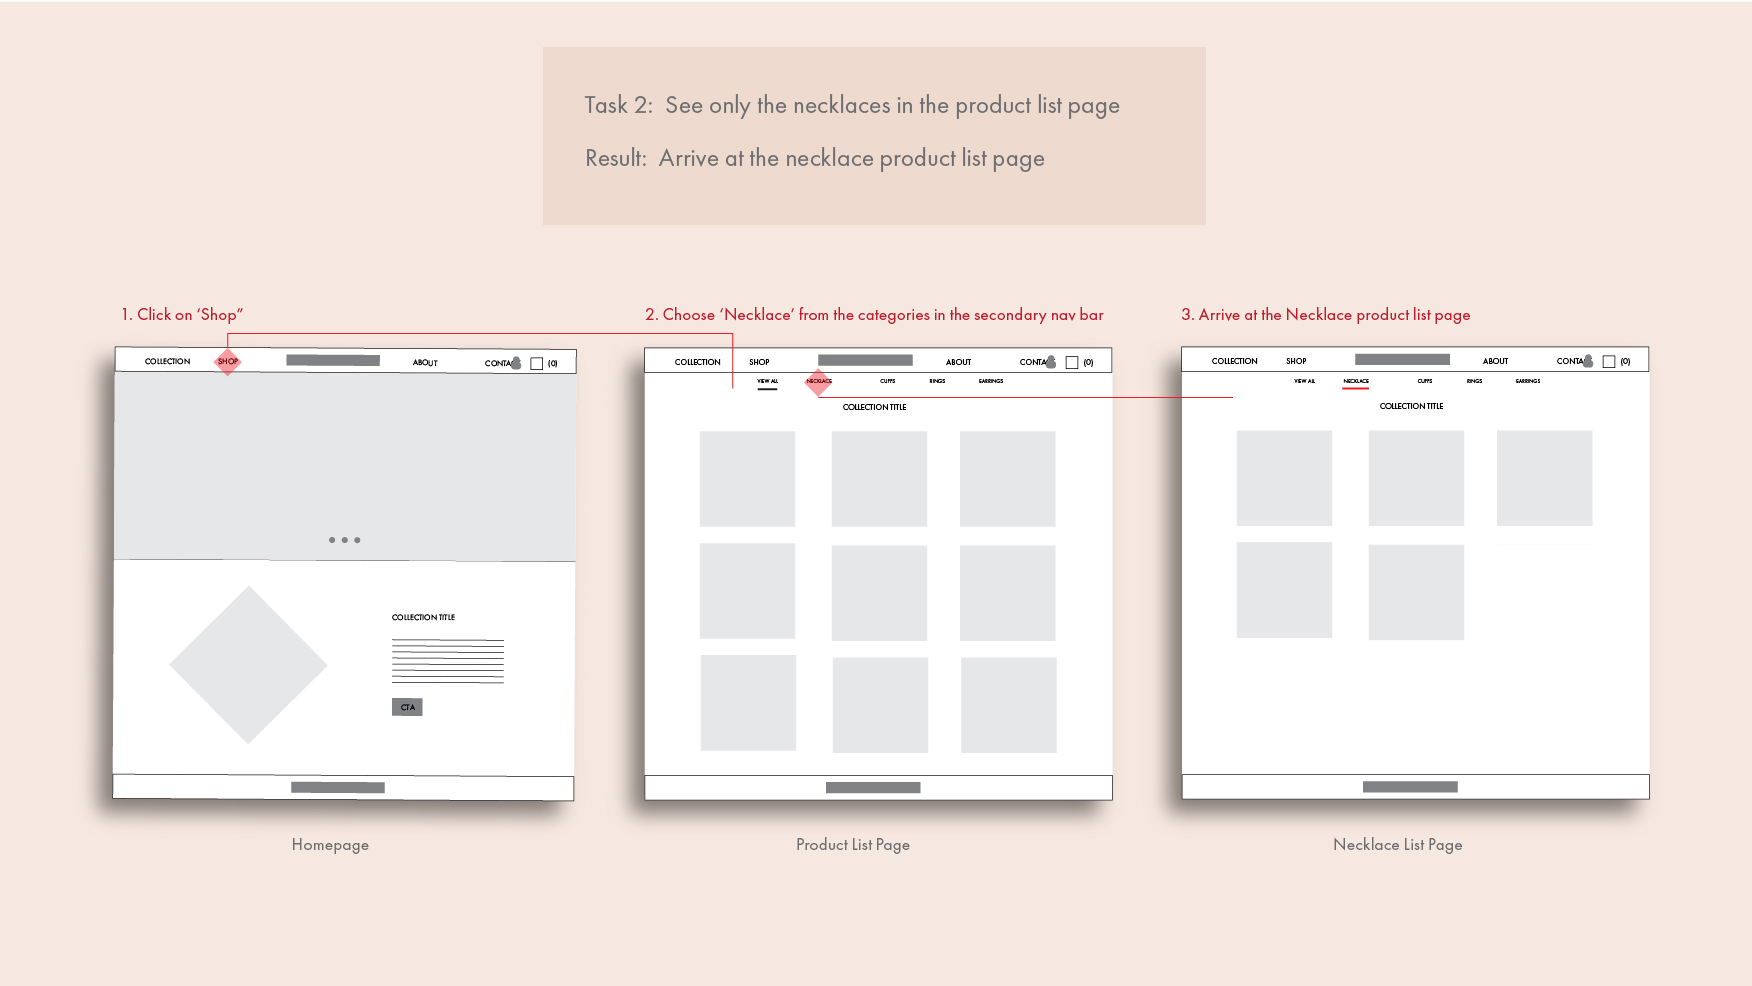 Task 2: See only the necklaces in the product list page
Result: Arrive at the necklace product list page
1. Click on ‘Shop”
2. Choose ‘Necklace’ from the categories in the secondary nav bar
3. Arrive at the Necklace product list page
COLLECTION SHOP ABOUT CONTA (0)
COLLECTION TITLE
CTA
Homepage
COLLECTION SHOP ABOUT CONTA (0)
VIEW ALL NECKLACE CUFFS RINGS EARRINGS
COLLECTION TITLE
Product List Page
COLLECTION SHOP ABOUT CONTA (0)
VIEW ALL NECKLACE CUFFS RINGS EARRINGS
COLLECTION TITLE
Necklace List Page